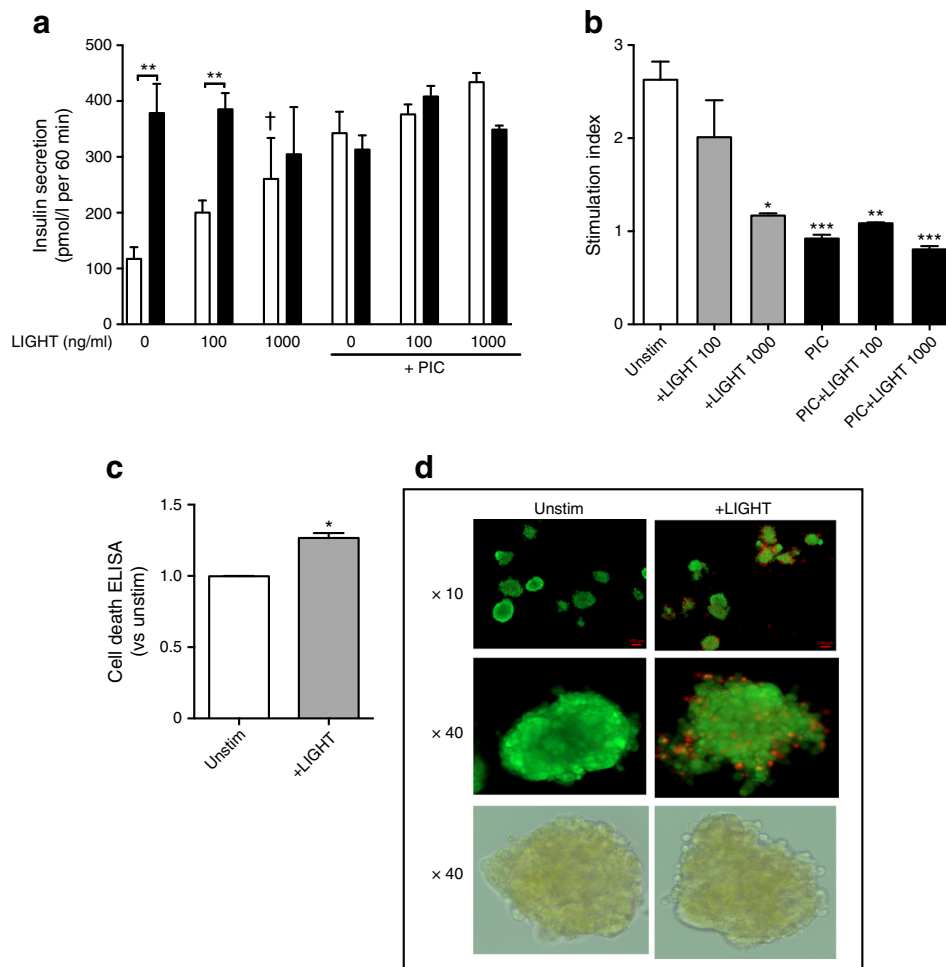 a
500
400
300
200
100
0
Insulin secretion
(pmol/l per 60 min)
**
**
†
LIGHT (ng/ml)
0
100
1000
0
100
1000
+ PIC
b
3
2
1
0
Stimulation index
*
***
**
***
Unstim
+LIGHT 100
+LIGHT 1000
PIC
PIC+LIGHT 100
PIC+LIGHT 1000
c
1.5
1.0
0.5
0
Cell death ELISA
(vs unstim)
*
Unstim
+LIGHT
d
Unstim
+LIGHT
× 10
× 40
× 40